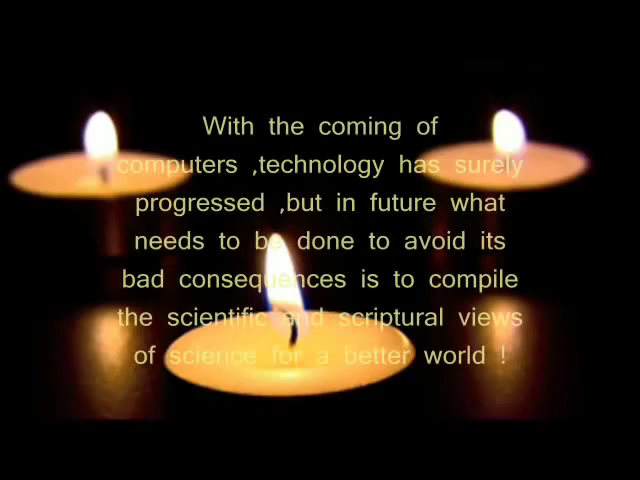 With the coming of
computers ,technology has surely
progressed ,but in future what
needs to be done to avoid its
bad consequences is to compile
the scientific and scriptural views
of science for a better world !